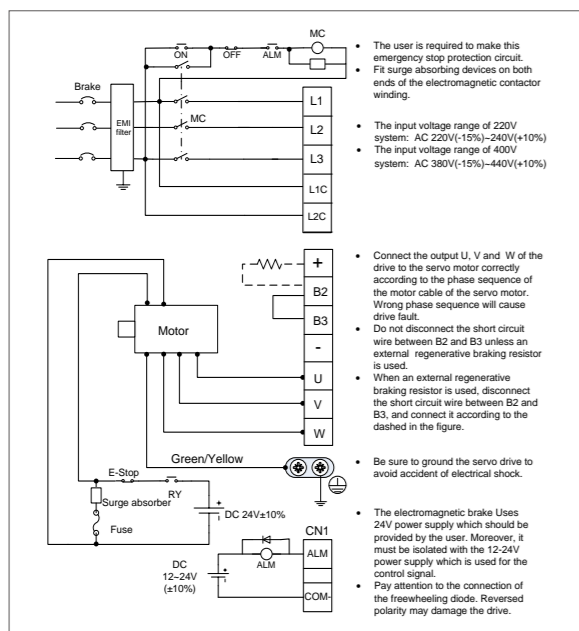 MC
ON
OFF
ALM
Brake
EMI
filter
MC
L1
L2
L3
L1C
L2C
• The user is required to make this
emergency stop protection circuit.
• Fit surge absorbing devices on both
ends of the electromagnetic contactor
winding.
• The input voltage range of 220V
system: AC 220V(-15%)~240V(+10%)
• The input voltage range of 400V
system: AC 380V(-15%)~440V(+10%)
+
B2
B3
-
U
V
W
Motor
Green/Yellow
• Connect the output U, V and W of the
drive to the servo motor correctly
according to the phase sequence of
the motor cable of the servo motor.
Wrong phase sequence will cause
drive fault.
• Do not disconnect the short circuit
wire between B2 and B3 unless an
external regenerative braking resistor
is used.
• When an external regenerative
braking resistor is used, disconnect
the short circuit wire between B2 and
B3, and connect it according to the
dashed in the figure.
• Be sure to ground the servo drive to
avoid accident of electrical shock.
E-Stop
RY
Surge absorber
Fuse
+
DC 24V±10%
CN1
DC
12~24V
(±10%)
+
ALM
ALM
COM-
• The electromagnetic brake Uses
24V power supply which should be
provided by the user. Moreover, it
must be isolated with the 12-24V
power supply which is used for the
control signal.
• Pay attention to the connection of
the freewheeling diode. Reversed
polarity may damage the drive.